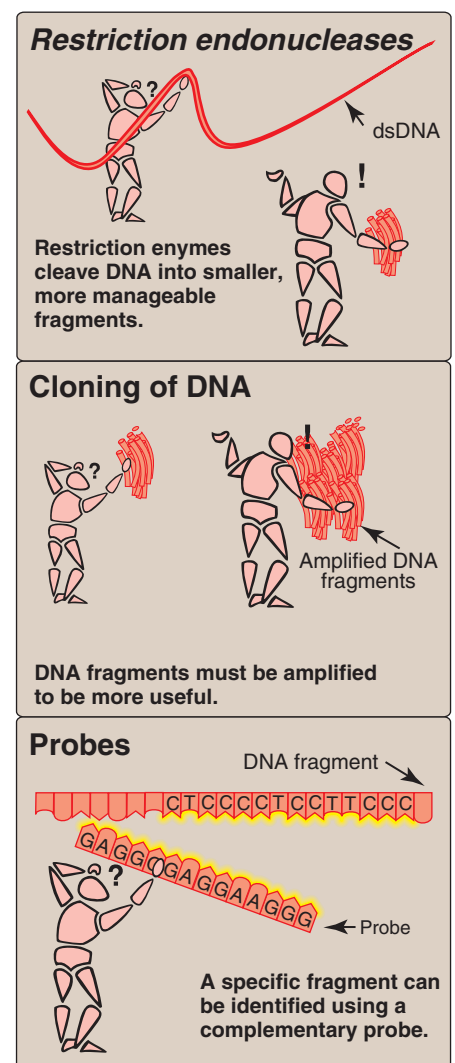 Restriction endonucleases
?
dsDNA
!
Restriction enymes
cleave DNA into smaller,
more manageable
fragments.
Cloning of DNA
!
?
Amplified DNA
fragments
DNA fragments must be amplified
to be more useful.
Probes
DNA fragment
CTCCCCTCCTTCCC
GAGGGGAGGAAGGG
?
Probe
A specific fragment can
be identified using a
complementary probe.